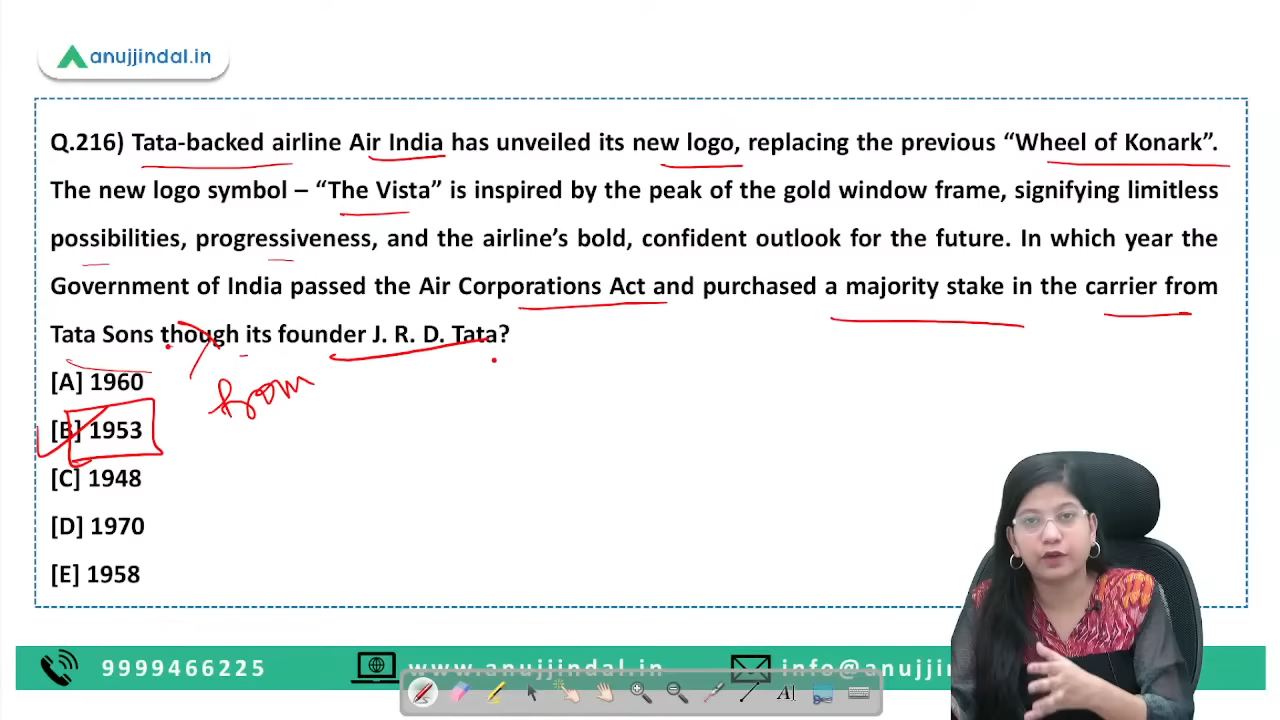 anujjindal.in
Q.216) Tata-backed airline Air India has unveiled its new logo, replacing the previous “Wheel of Konark”.
The new logo symbol – “The Vista” is inspired by the peak of the gold window frame, signifying limitless
possibilities, progressiveness, and the airline’s bold, confident outlook for the future. In which year the
Government of India passed the Air Corporations Act and purchased a majority stake in the carrier from
Tata Sons though its founder J. R. D. Tata?
[A] 1960
from
[B] 1953
[C] 1948
[D] 1970
[E] 1958
9999466225 www.anujjindal.in info@anujji